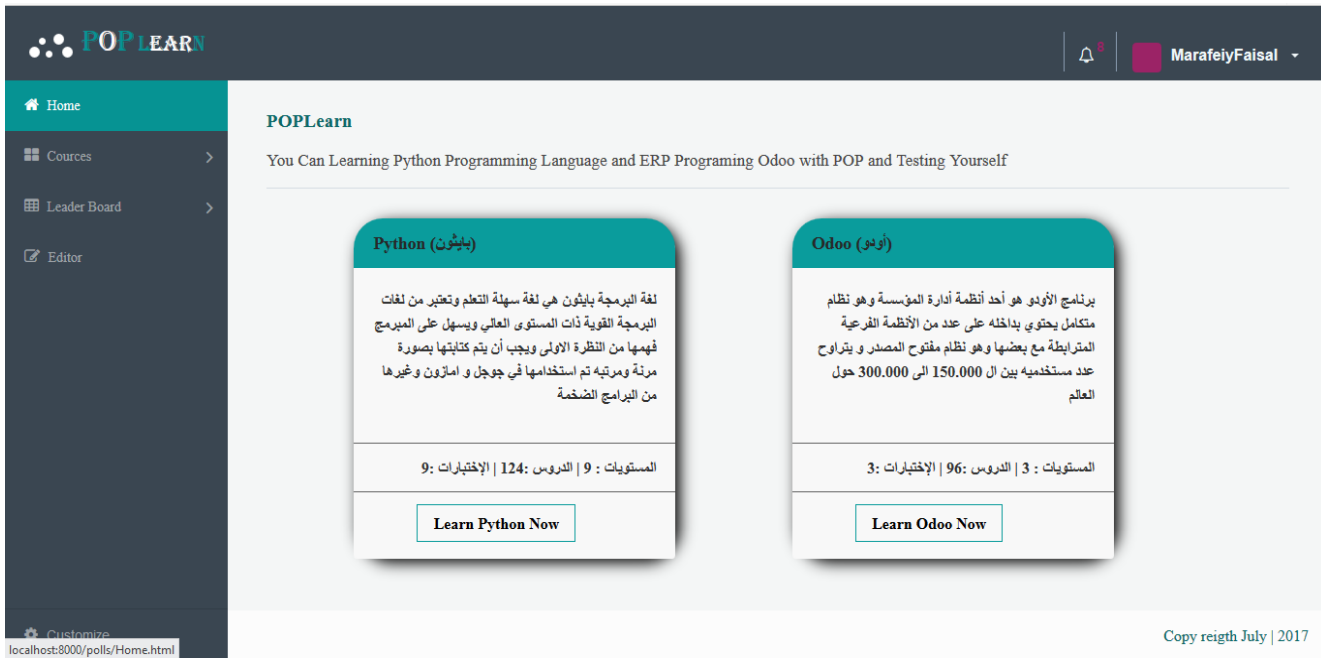 POP LEARN
8
MarafeiyFaisal
Home
Cources
Leader Board
Editor
Customize
POPLearn
You Can Learning Python Programming Language and ERP Programing Odoo with POP and Testing Yourself
Python (بايثون)
لغة البرمجة بايثون هي لغة سهلة التعلم وتعتبر من لغات
البرمجة القوية ذات المستوى العالي ويسهل على المبرمج
فهمها من النظرة الاولى ويجب أن يتم كتابتها بصورة
مرنة ومرتبه تم استخدامها في جوجل و امازون وغيرها
من البرامج الضخمة
المستويات : 9 | الدروس :124 | الإختبارات :9
Learn Python Now
Odoo (أودو)
برنامج الأودو هو أحد أنظمة أدارة المؤسسة وهو نظام
متكامل يحتوي بداخله على عدد من الأنظمة الفرعية
المترابطة مع بعضها وهو نظام مفتوح المصدر و يتراوح
عدد مستخدميه بين ال 150.000 الى 300.000 حول
العالم
المستويات : 3 | الدروس :96 | الإختبارات :3
Learn Odoo Now
Copy reigth July | 2017
localhost:8000/polls/Home.html